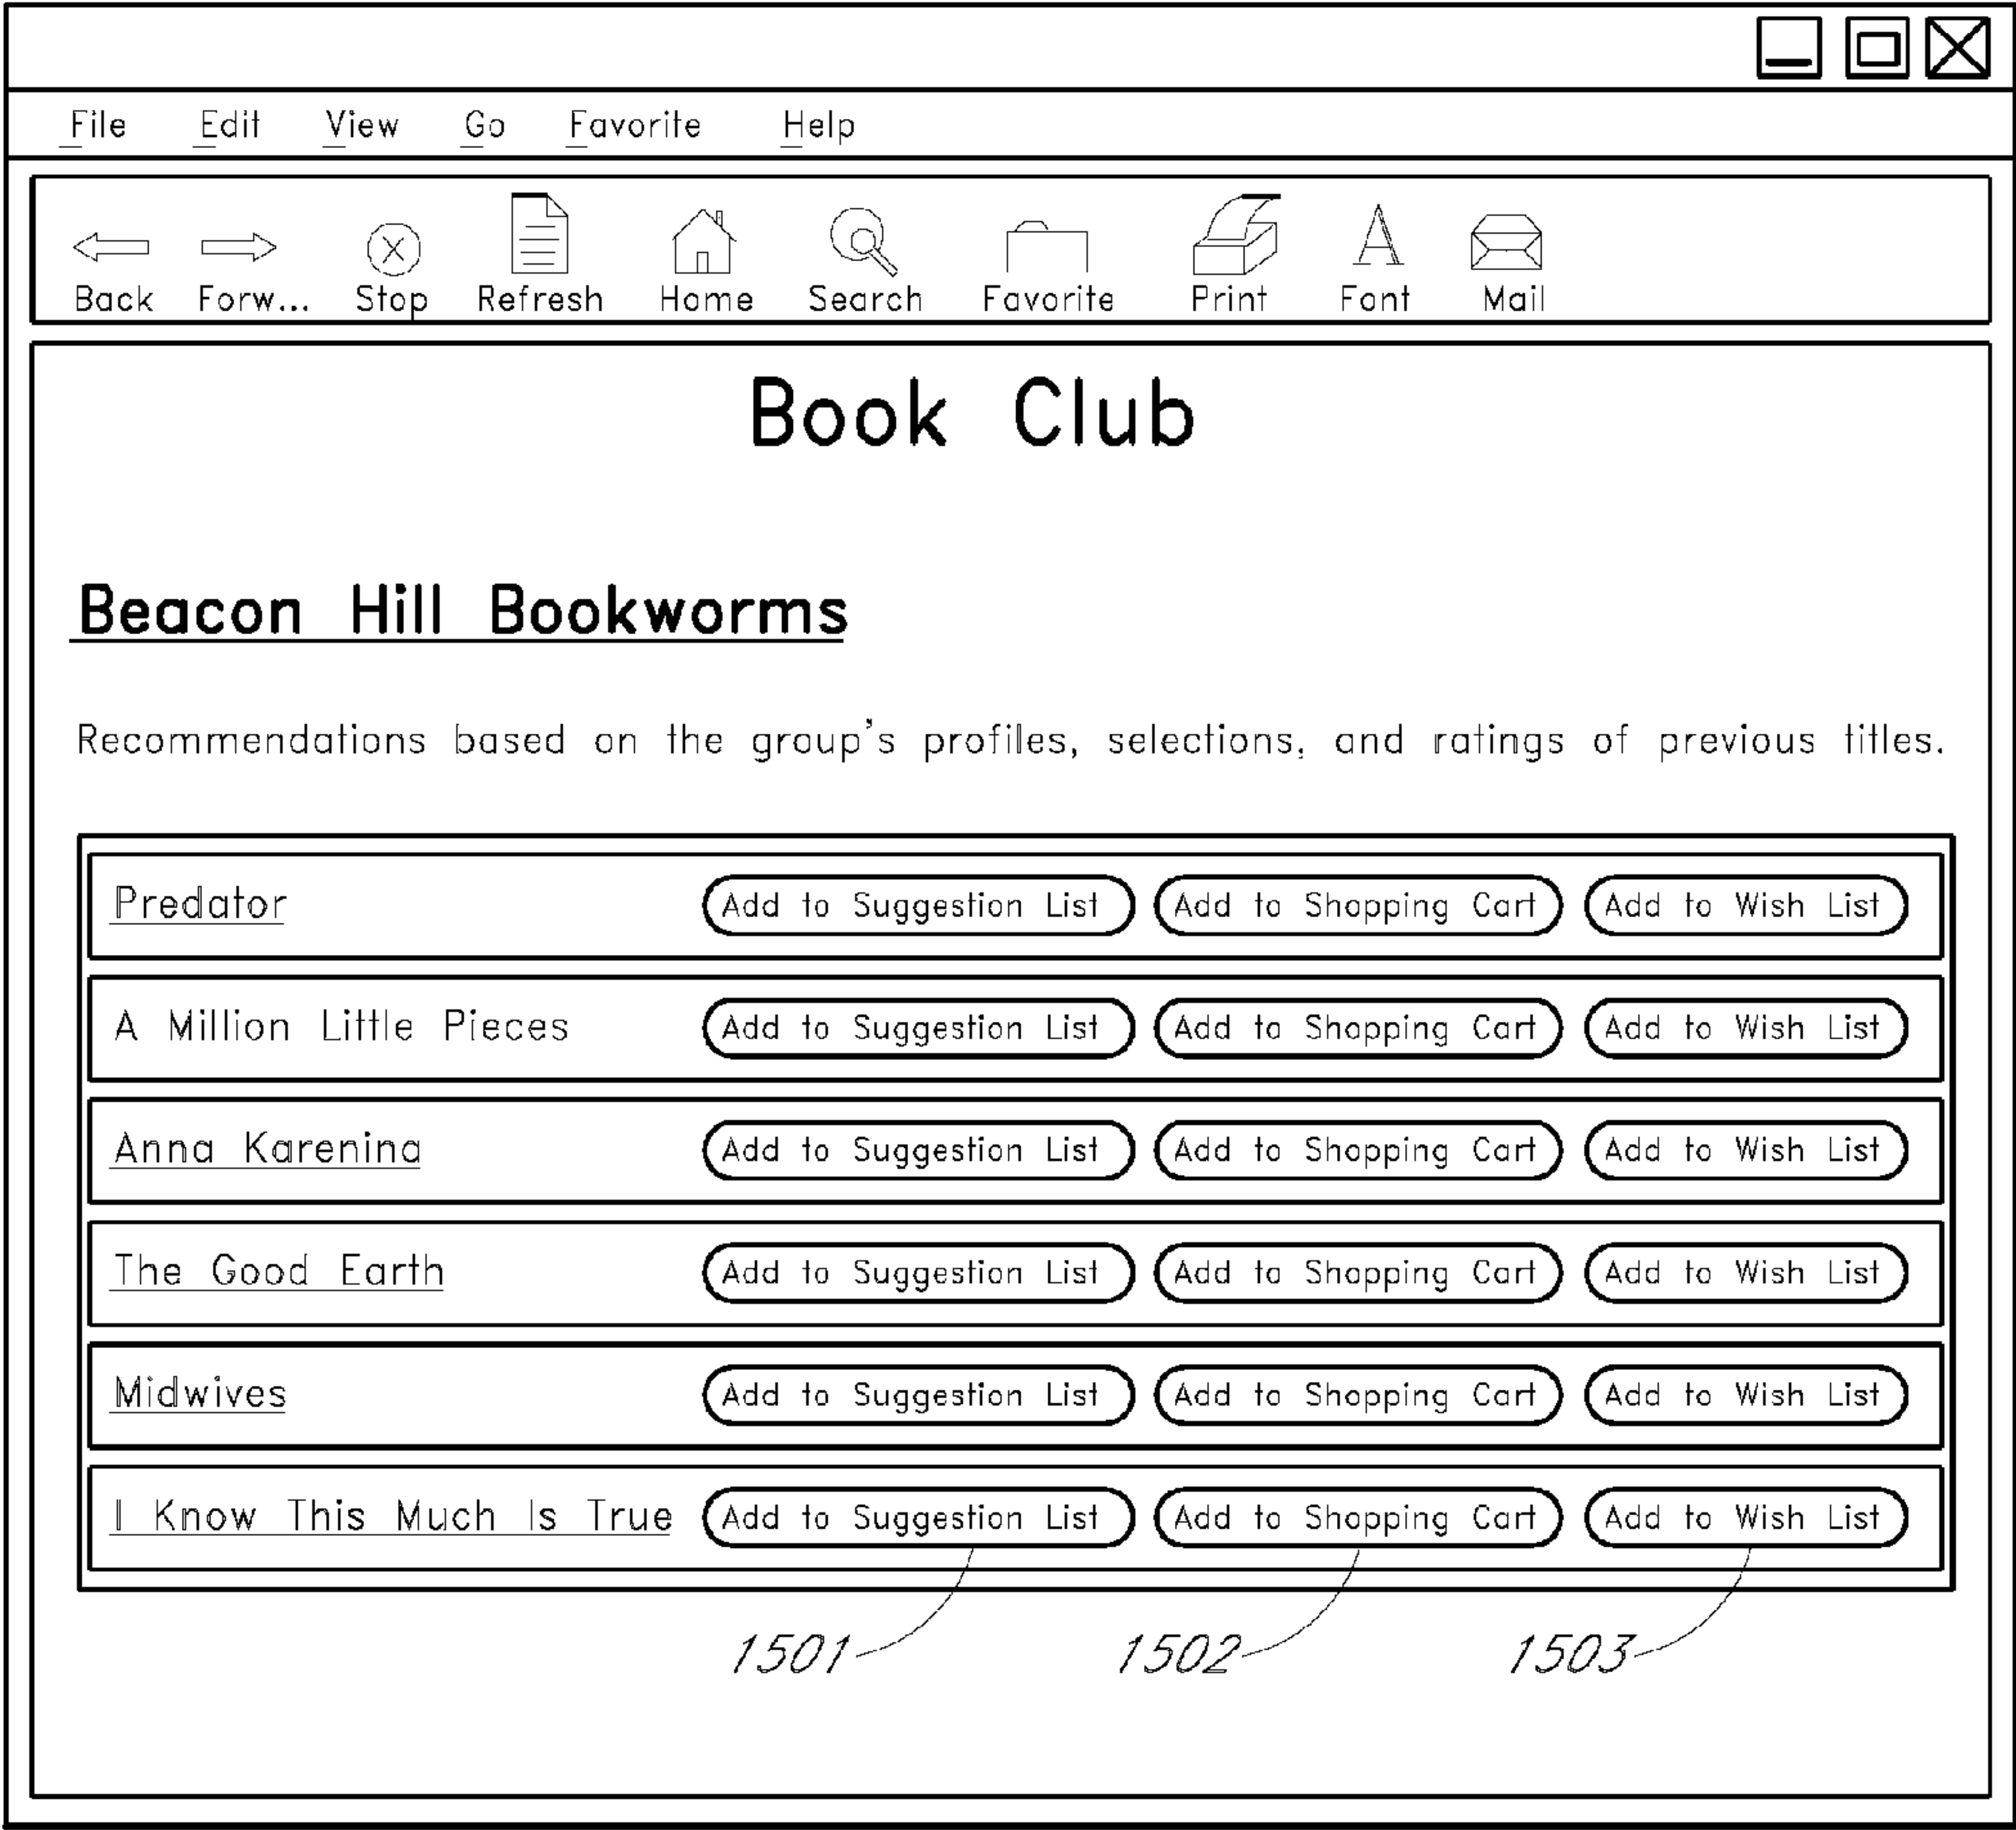 File Edit View Go Favorite Help
Back Forw... Stop Refresh Home Search Favorite Print Font Mail
Book Club
Beacon Hill Bookworms
Recommendations based on the group's profiles, selections, and ratings of previous titles.
Predator Add to Suggestion List Add to Shopping Cart Add to Wish List
A Million Little Pieces Add to Suggestion List Add to Shopping Cart Add to Wish List
Anna Karenina Add to Suggestion List Add to Shopping Cart Add to Wish List
The Good Earth Add to Suggestion List Add to Shopping Cart Add to Wish List
Midwives Add to Suggestion List Add to Shopping Cart Add to Wish List
I Know This Much Is True Add to Suggestion List Add to Shopping Cart Add to Wish List
1501 1502 1503